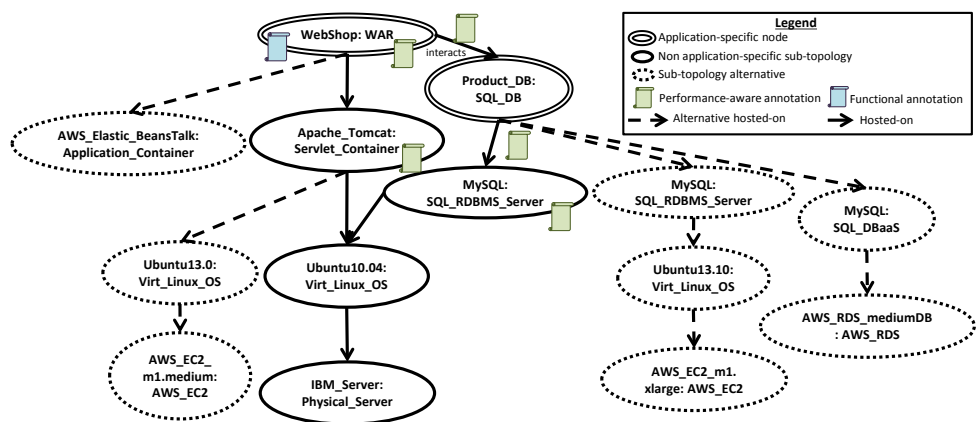 WebShop: WAR
interacts
Product_DB:
SQL_DB
Legend
Application-specific node
Non application-specific sub-topology
Sub-topology alternative
Performance-aware annotation
Functional annotation
Alternative hosted-on
Hosted-on
AWS_Elastic_BeansTalk:
Application_Container
Apache_Tomcat:
Servlet_Container
MySQL:
SQL_RDBMS_Server
MySQL:
SQL_RDBMS_Server
MySQL:
SQL_DBaaS
Ubuntu13.0:
Virt_Linux_OS
Ubuntu10.04:
Virt_Linux_OS
Ubuntu13.10:
Virt_Linux_OS
AWS_RDS_mediumDB
: AWS_RDS
AWS_EC2_
m1.medium:
AWS_EC2
IBM_Server:
Physical_Server
AWS_EC2_m1.
xlarge: AWS_EC2